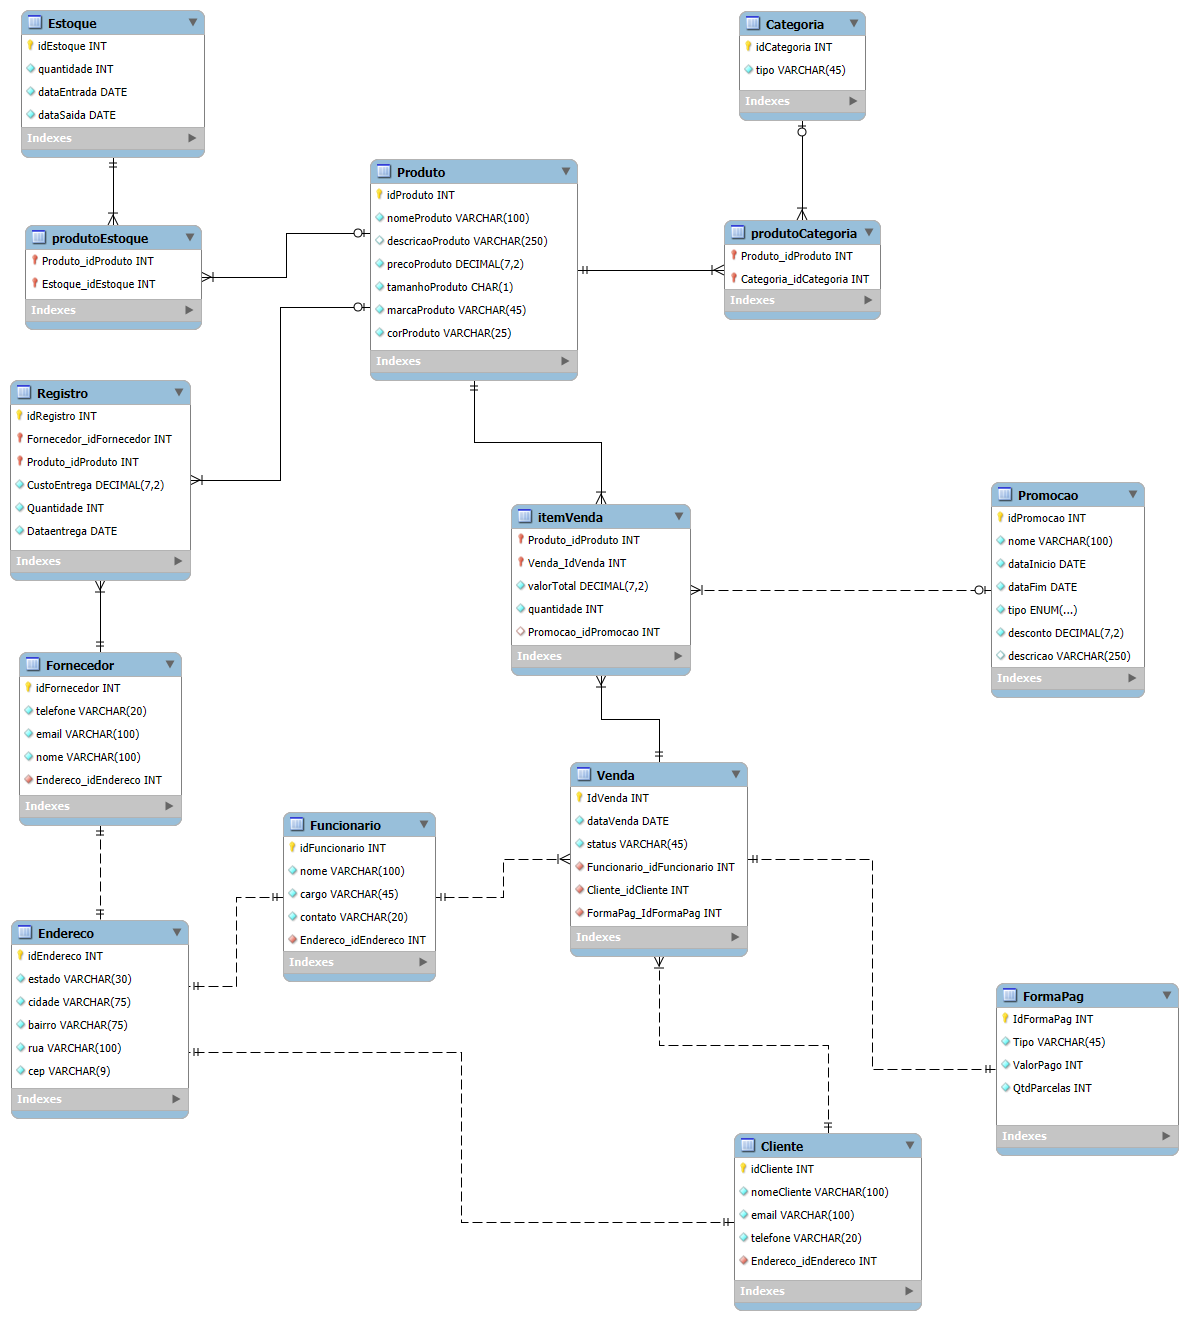 Estoque
idEstoque INT
quantidade INT
dataEntrada DATE
dataSaida DATE
Indexes
Categoria
idCategoria INT
tipo VARCHAR(45)
Indexes
Produto
idProduto INT
nomeProduto VARCHAR(100)
descricaoProduto VARCHAR(250)
precoProduto DECIMAL(7,2)
tamanhoProduto CHAR(1)
marcaProduto VARCHAR(45)
corProduto VARCHAR(25)
Indexes
produtoEstoque
Produto_idProduto INT
Estoque_idEstoque INT
Indexes
produtoCategoria
Produto_idProduto INT
Categoria_idCategoria INT
Indexes
Registro
idRegistro INT
Fornecedor_idFornecedor INT
Produto_idProduto INT
CustoEntrega DECIMAL(7,2)
Quantidade INT
Dataentrega DATE
Indexes
itemVenda
Produto_idProduto INT
Venda_IdVenda INT
valorTotal DECIMAL(7,2)
quantidade INT
Promocao_idPromocao INT
Indexes
Promocao
idPromocao INT
nome VARCHAR(100)
dataInicio DATE
dataFim DATE
tipo ENUM(...)
desconto DECIMAL(7,2)
descricao VARCHAR(250)
Indexes
Fornecedor
idFornecedor INT
telefone VARCHAR(20)
email VARCHAR(100)
nome VARCHAR(100)
Endereco_idEndereco INT
Indexes
Venda
IdVenda INT
dataVenda DATE
status VARCHAR(45)
Funcionario_idFuncionario INT
Cliente_idCliente INT
FormaPag_IdFormaPag INT
Indexes
Funcionario
idFuncionario INT
nome VARCHAR(100)
cargo VARCHAR(45)
contato VARCHAR(20)
Endereco_idEndereco INT
Indexes
Endereco
idEndereco INT
estado VARCHAR(30)
cidade VARCHAR(75)
bairro VARCHAR(75)
rua VARCHAR(100)
cep VARCHAR(9)
Indexes
FormaPag
IdFormaPag INT
Tipo VARCHAR(45)
ValorPago INT
QtdParcelas INT
Indexes
Cliente
idCliente INT
nomeCliente VARCHAR(100)
email VARCHAR(100)
telefone VARCHAR(20)
Endereco_idEndereco INT
Indexes